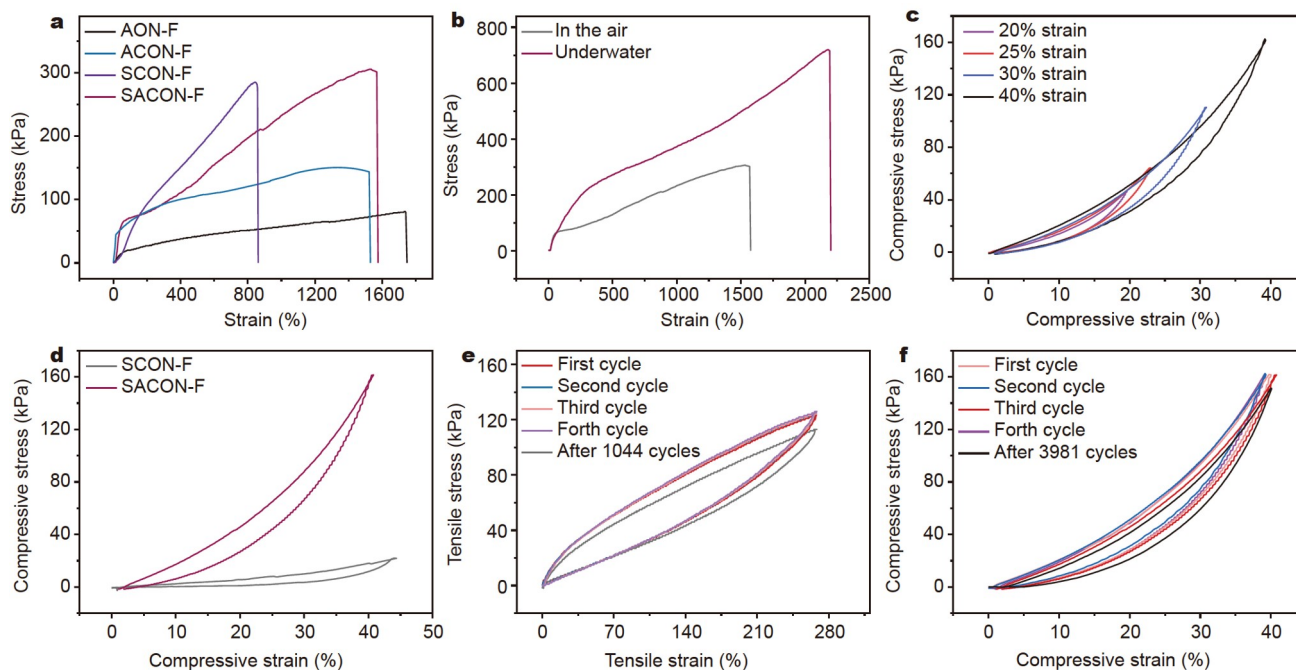 a
AON-F
ACON-F
SCON-F
SACON-F
300
200
100
0
0
400
800
1200
1600
Stress (kPa)
Strain (%)
b
In the air
Underwater
800
600
400
200
0
0
500
1000
1500
2000
2500
Stress (kPa)
Strain (%)
c
20% strain
25% strain
30% strain
40% strain
160
120
80
40
0
0
10
20
30
40
Compressive stress (kPa)
Compressive strain (%)
d
SCON-F
SACON-F
160
120
80
40
0
0
10
20
30
40
50
Compressive stress (kPa)
Compressive strain (%)
e
First cycle
Second cycle
Third cycle
Forth cycle
After 1044 cycles
160
120
80
40
0
0
70
140
210
280
Tensile stress (kPa)
Tensile strain (%)
f
First cycle
Second cycle
Third cycle
Forth cycle
After 3981 cycles
160
120
80
40
0
0
10
20
30
40
Compressive stress (kPa)
Compressive strain (%)